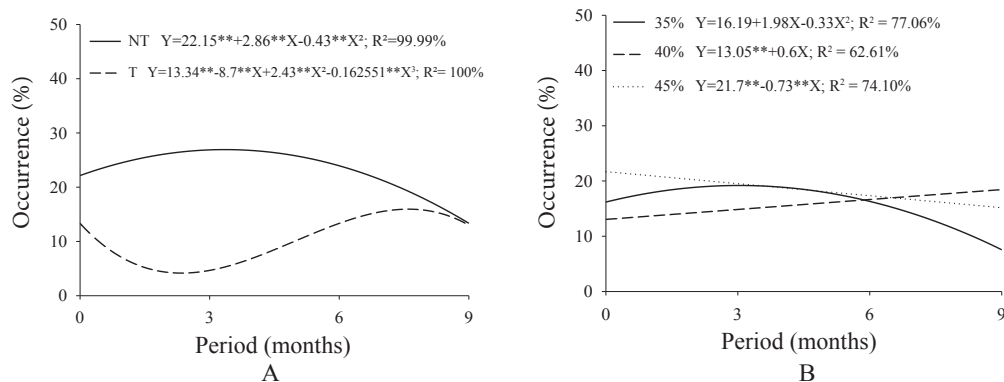 50
40
30
20
10
0
Occurrence (%)
NT Y=22.15**+2.86**X-0.43**X²; R²=99.99%
T Y=13.34**-8.7**X+2.43**X²-0.162551**X³; R²= 100%
0 3 6 9
Period (months)
A
50
40
30
20
10
0
Occurrence (%)
35% Y=16.19+1.98X-0.33X²; R² = 77.06%
40% Y=13.05**+0.6X; R² = 62.61%
45% Y=21.7**-0.73**X; R² = 74.10%
0 3 6 9
Period (months)
B